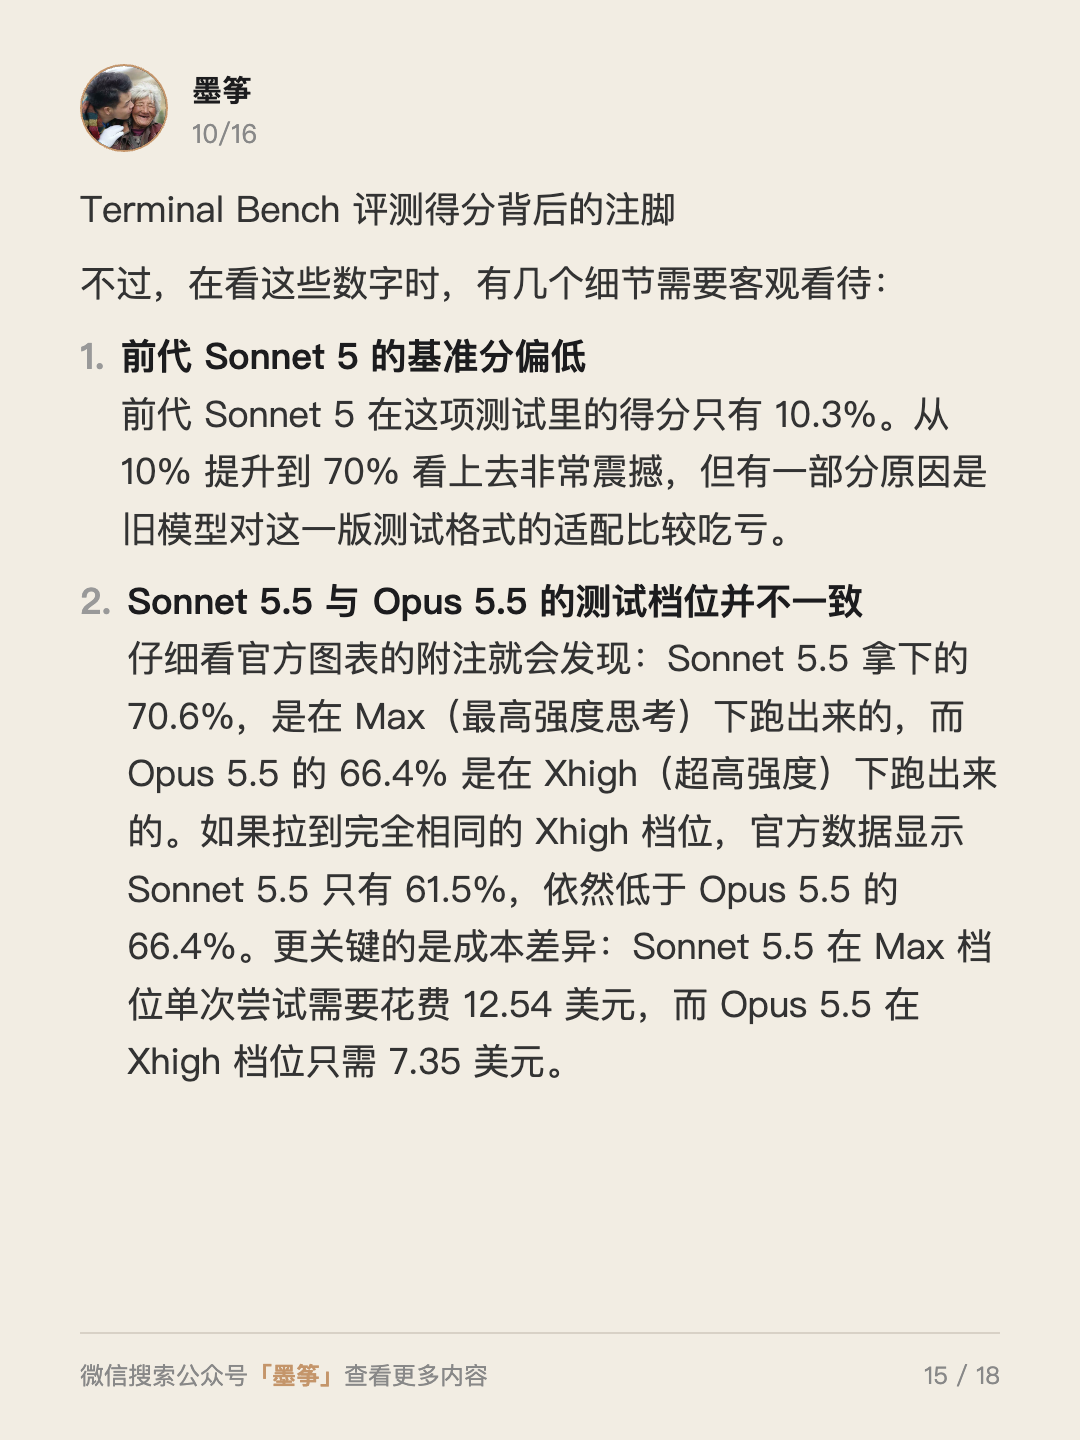 墨筝
10/16
Terminal Bench 评测得分背后的注脚
不过，在看这些数字时，有几个细节需要客观看待：
1. 前代 Sonnet 5 的基准分偏低
前代 Sonnet 5 在这项测试里的得分只有 10.3%。从
10% 提升到 70% 看上去非常震撼，但有一部分原因是
旧模型对这一版测试格式的适配比较吃亏。
2. Sonnet 5.5 与 Opus 5.5 的测试档位并不一致
仔细看官方图表的附注就会发现：Sonnet 5.5 拿下的
70.6%，是在 Max（最高强度思考）下跑出来的，而
Opus 5.5 的 66.4% 是在 Xhigh（超高强度）下跑出来
的。如果拉到完全相同的 Xhigh 档位，官方数据显示
Sonnet 5.5 只有 61.5%，依然低于 Opus 5.5 的
66.4%。更关键的是成本差异：Sonnet 5.5 在 Max 档
位单次尝试需要花费 12.54 美元，而 Opus 5.5 在
Xhigh 档位只需 7.35 美元。
微信搜索公众号「墨筝」查看更多内容
15 / 18